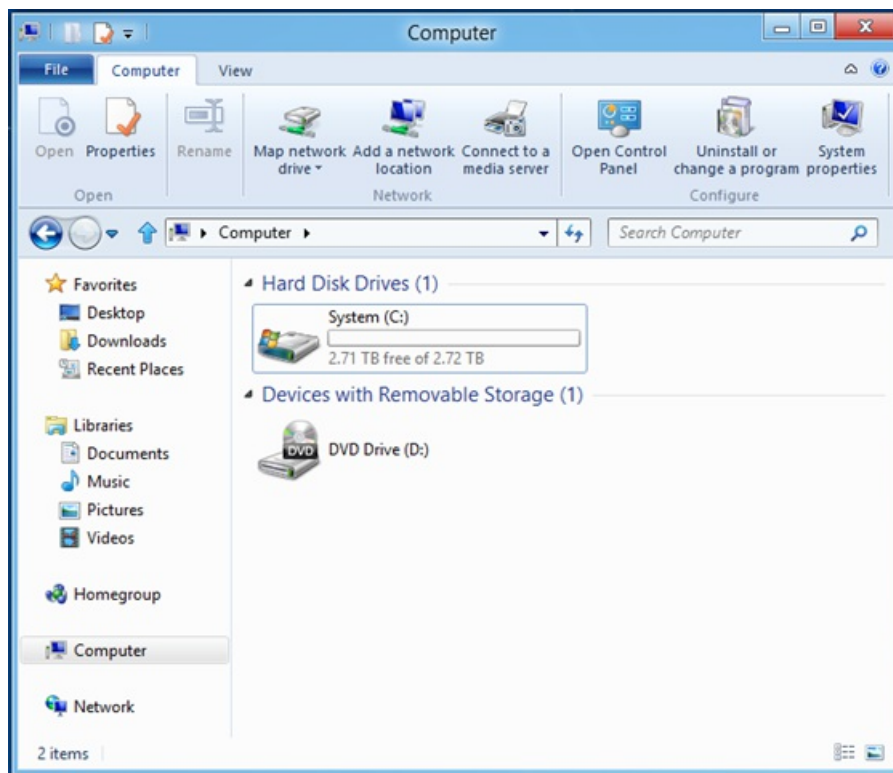 Computer
File Computer View
Open Properties Rename Map network drive Add a network location Connect to a media server Open Control Panel Uninstall or change a program System properties
Open Network Configure
Computer Search Computer
Favorites
Desktop
Downloads
Recent Places
Libraries
Documents
Music
Pictures
Videos
Homegroup
Computer
Network
Hard Disk Drives (1)
System (C:)
2.71 TB free of 2.72 TB
Devices with Removable Storage (1)
DVD
DVD Drive (D:)
2 items